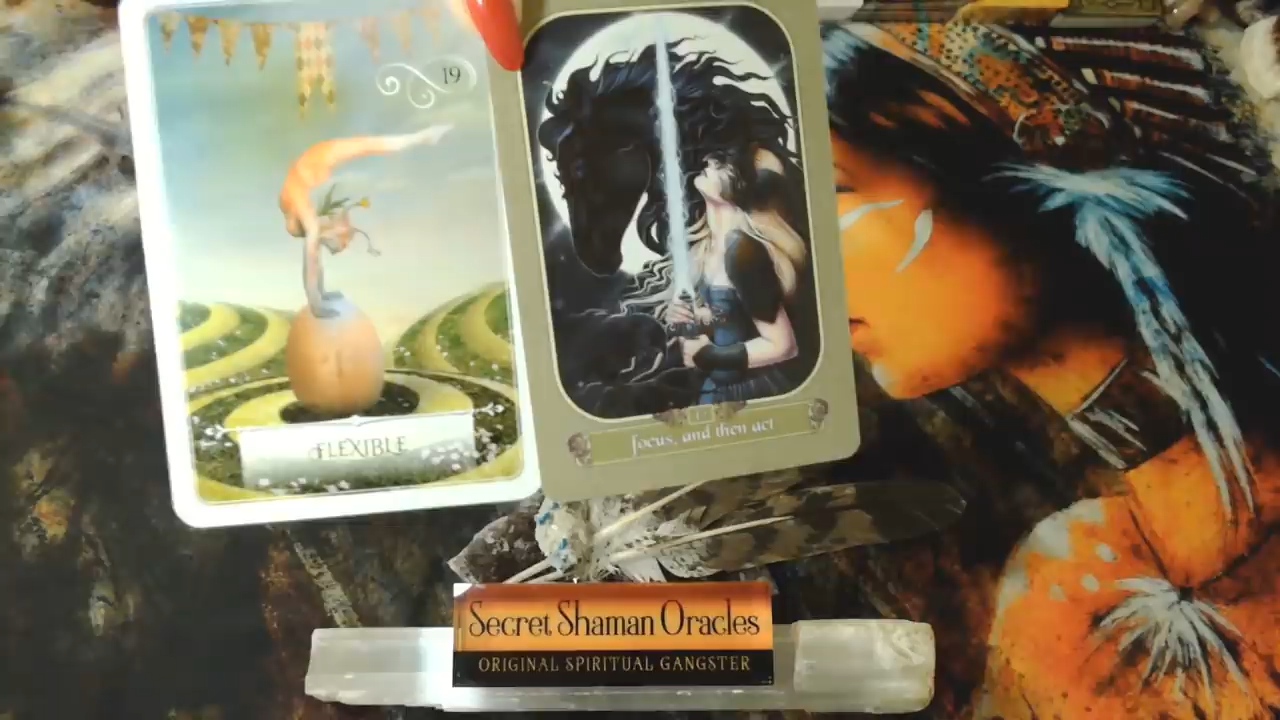 19
FLEXIBLE
focus, and then act
Secret Shaman Oracles
ORIGINAL SPIRITUAL GANGSTER